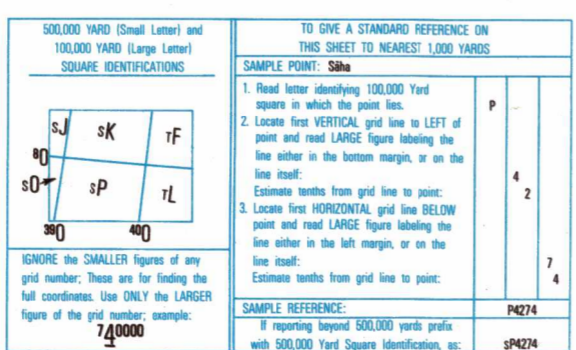 500,000 YARD (Small Letter) and
100,000 YARD (Large Letter)
SQUARE IDENTIFICATIONS
sJ sK TF
80
sO sP TL
390 400
IGNORE the SMALLER figures of any
grid number; These are for finding the
full coordinates. Use ONLY the LARGER
figure of the grid number; example:
740000
TO GIVE A STANDARD REFERENCE ON
THIS SHEET TO NEAREST 1,000 YARDS
SAMPLE POINT: Säha
1. Read letter identifying 100,000 Yard
square in which the point lies. P
2. Locate first VERTICAL grid line to LEFT of
point and read LARGE figure labeling the
line either in the bottom margin, or on the
line itself: 4
Estimate tenths from grid line to point: 2
3. Locate first HORIZONTAL grid line BELOW
point and read LARGE figure labeling the
line either in the left margin, or on the
line itself: 7
Estimate tenths from grid line to point: 4
SAMPLE REFERENCE: P4274
If reporting beyond 500,000 yards prefix
with 500,000 Yard Square Identification, as: sP4274